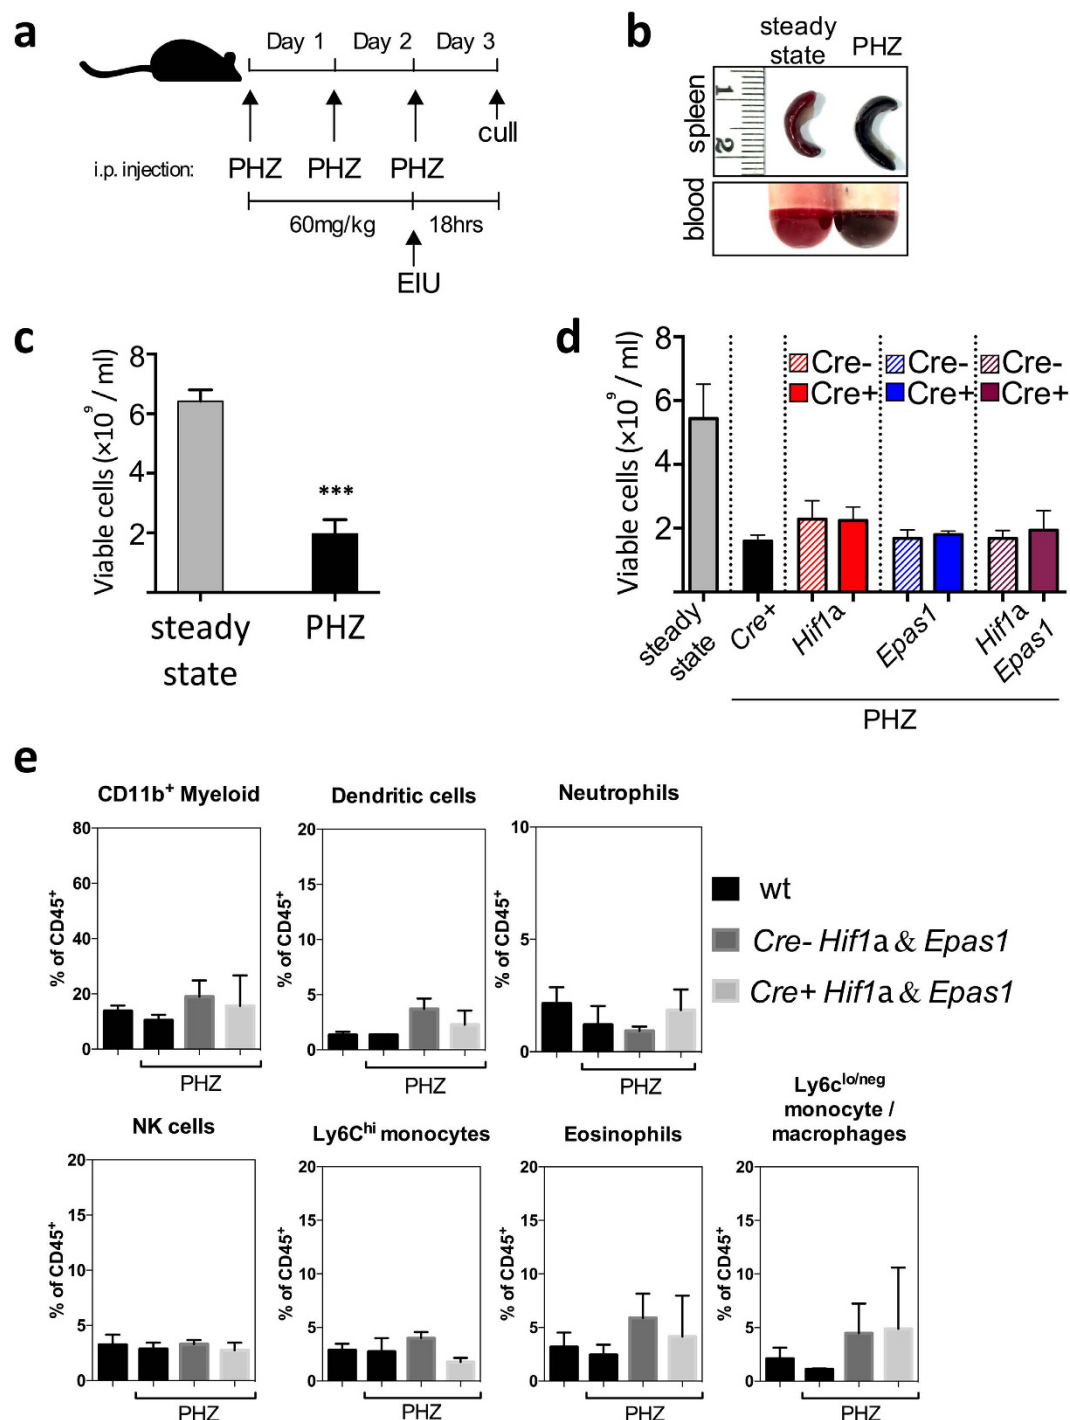 a
Day 1 Day 2 Day 3
cull
i.p. injection: PHZ PHZ PHZ
60mg/kg 18hrs
EIU
b
steady
state PHZ
spleen
1
2
blood
c
Viable cells (×10⁹ / ml)
8
6
4
2
***
steady
state
PHZ
d
Viable cells (×10⁹ / ml)
8
6
4
2
Cre- Cre- Cre-
Cre+ Cre+ Cre+
steady
state
Cre+
Hif1a
Epas1
Hif1a
Epas1
PHZ
e
CD11b⁺ Myeloid
% of CD45⁺
80
60
40
20
0
PHZ
Dendritic cells
% of CD45⁺
20
15
10
5
0
PHZ
Neutrophils
% of CD45⁺
10
5
0
PHZ
wt
Cre- Hif1a & Epas1
Cre+ Hif1a & Epas1
NK cells
% of CD45⁺
20
15
10
5
0
PHZ
Ly6Cʰⁱ monocytes
% of CD45⁺
20
15
10
5
0
PHZ
Eosinophils
% of CD45⁺
20
15
10
5
0
PHZ
Ly6cˡᵒ/ⁿᵉᵍ
monocyte /
macrophages
% of CD45⁺
20
15
10
5
0
PHZ